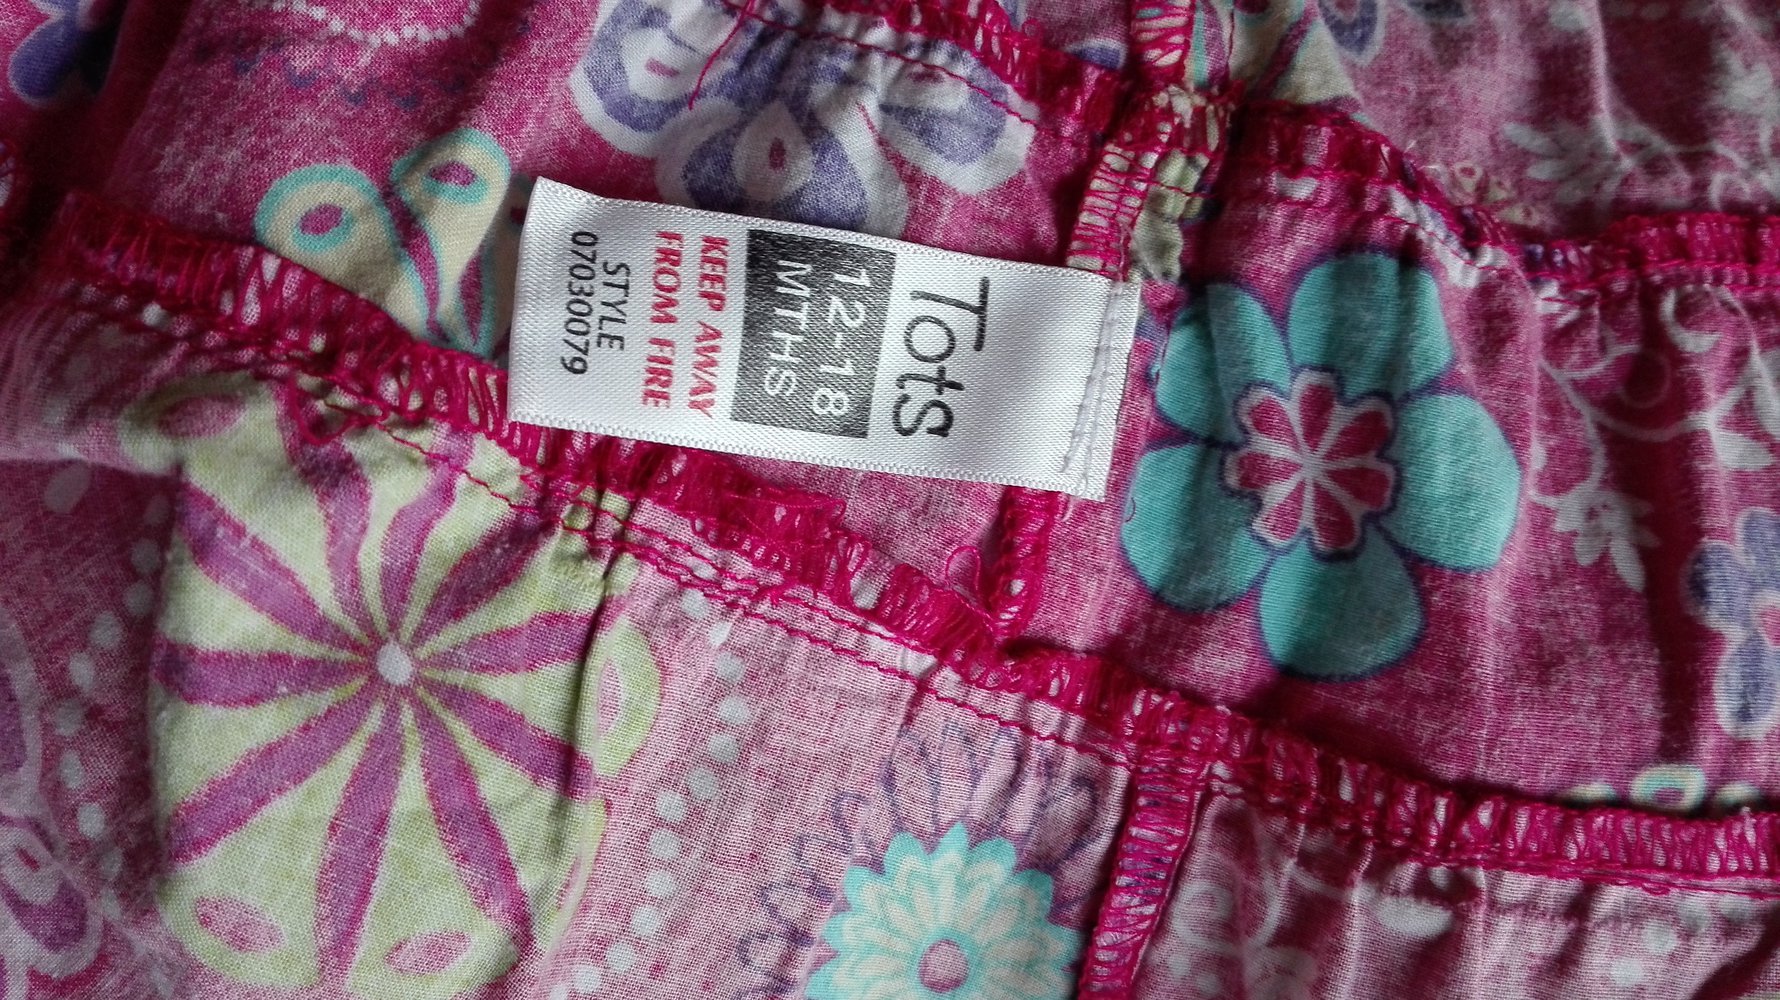 Tots
12-18
MTHS
KEEP AWAY
FROM FIRE
STYLE
07030079